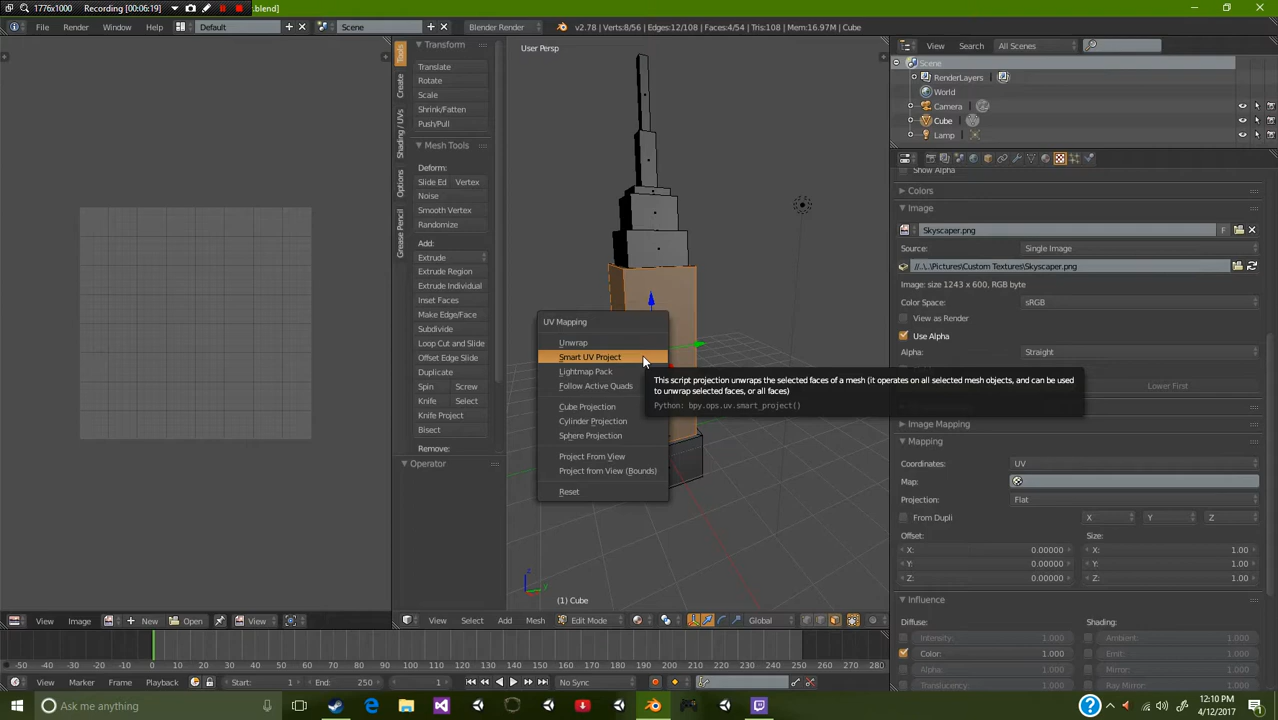 1776x1000 Recording [00:06:19] .blend]
File Render Window Help Default Scene Blender Render v2.78 | Verts:8/56 | Edges:12/108 | Faces:4/54 | Tris:108 | Mem:16.97M | Cube
Tools
Create
Shading / UVs
Options
Grease Pencil
Transform
Translate
Rotate
Scale
Shrink/Fatten
Push/Pull
Mesh Tools
Deform:
Slide Ed Vertex
Noise
Smooth Vertex
Randomize
Add:
Extrude
Extrude Region
Extrude Individual
Inset Faces
Make Edge/Face
Subdivide
Loop Cut and Slide
Offset Edge Slide
Duplicate
Spin Screw
Knife Select
Knife Project
Bisect
Remove:
Operator
User Persp
UV Mapping
Unwrap
Smart UV Project
Lightmap Pack
Follow Active Quads
Cube Projection
Cylinder Projection
Sphere Projection
Project From View
Project from View (Bounds)
Reset
This script projection unwraps the selected faces of a mesh (it operates on all selected mesh objects, and can be used to unwrap selected faces, or all faces)
Python: bpy.ops.uv.smart_project()
(1) Cube
View Search All Scenes
Scene
RenderLayers
World
Camera
Cube
Lamp
Show Alpha
Colors
Image
Skyscaper.png F
Source: Single Image
//..\..\Pictures\Custom Textures\Skyscaper.png
Image: size 1243 x 600, RGB byte
Color Space: sRGB
View as Render
Use Alpha
Alpha: Straight
Lower First
Image Mapping
Mapping
Coordinates: UV
Map:
Projection: Flat
From Dupli X Y Z
Offset: Size:
X: 0.00000 X: 1.00
Y: 0.00000 Y: 1.00
Z: 0.00000 Z: 1.00
Influence
Diffuse: Shading:
Intensity: 1.000 Ambient: 1.000
Color: 1.000 Emit: 1.000
Alpha: 1.000 Mirror: 1.000
Translucency: 1.000 Ray Mirror: 1.000
View Image New Open View
View Select Add Mesh Edit Mode Global
-50 -40 -30 -20 -10 0 10 20 30 40 50 60 70 80 90 100 110 120 130 140 150 160 170 180 190 200 210 220 230 240 250 260 270 280
View Marker Frame Playback Start: 1 End: 250 1 No Sync
Ask me anything
12:10 PM
4/12/2017